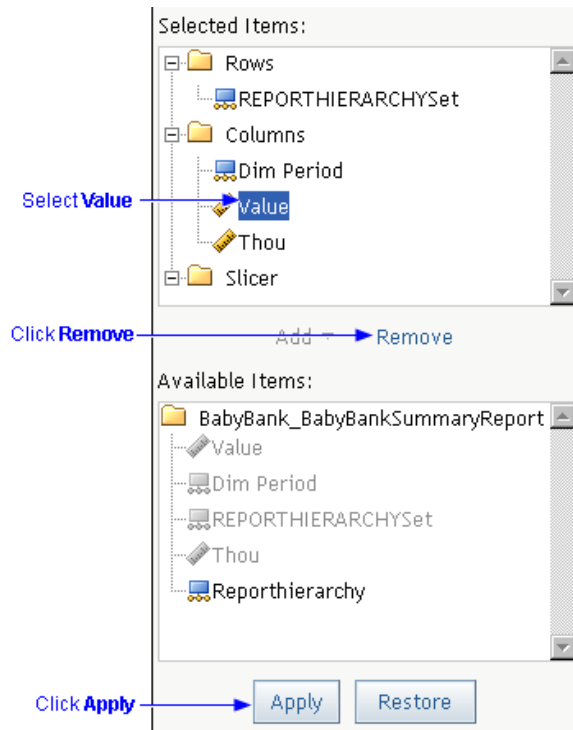 Selected Items:
Rows
REPORTHIERARCHYSet
Columns
Dim Period
Select Value
Value
Thou
Slicer
Click Remove
Add
Remove
Available Items:
BabyBank_BabyBankSummaryReport
Value
Dim Period
REPORTHIERARCHYSet
Thou
Reporthierarchy
Click Apply
Apply
Restore